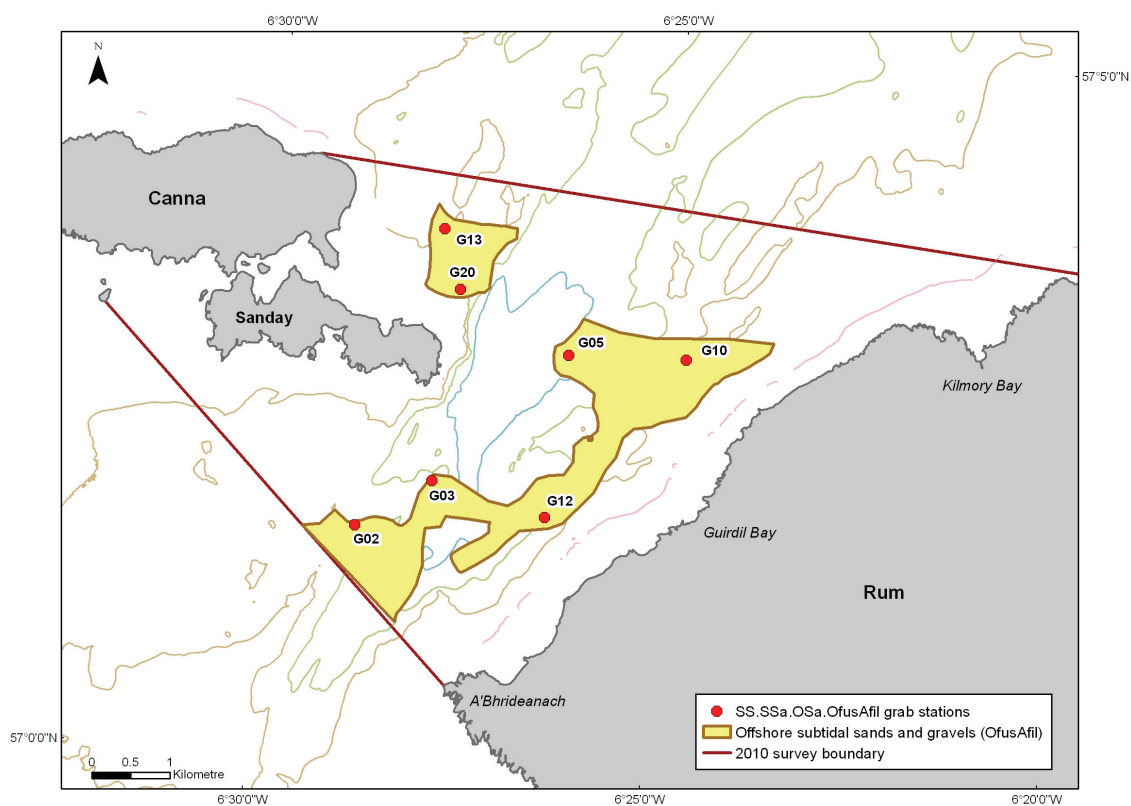 6°30'0"W 6°25'0"W
N
57°5'0"N
Canna
G13
G20
Sanday
G05
G10
Kilmory Bay
G03
G12
G02
Guirdil Bay
Rum
A'Bhrideanach
SS.SSa.OSa.OfusAfil grab stations
Offshore subtidal sands and gravels (OfusAfil)
2010 survey boundary
57°0'0"N
0 0.5 1
Kilometre
6°30'0"W 6°25'0"W 6°20'0"W